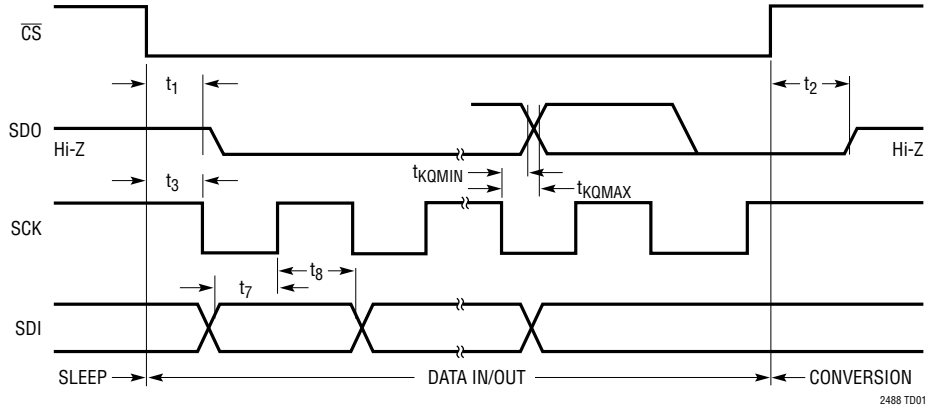 CS
t1
t2
SDO
Hi-Z
Hi-Z
tKQMIN
t3
tKQMAX
SCK
t8
t7
SDI
SLEEP
DATA IN/OUT
CONVERSION
2488 TD01